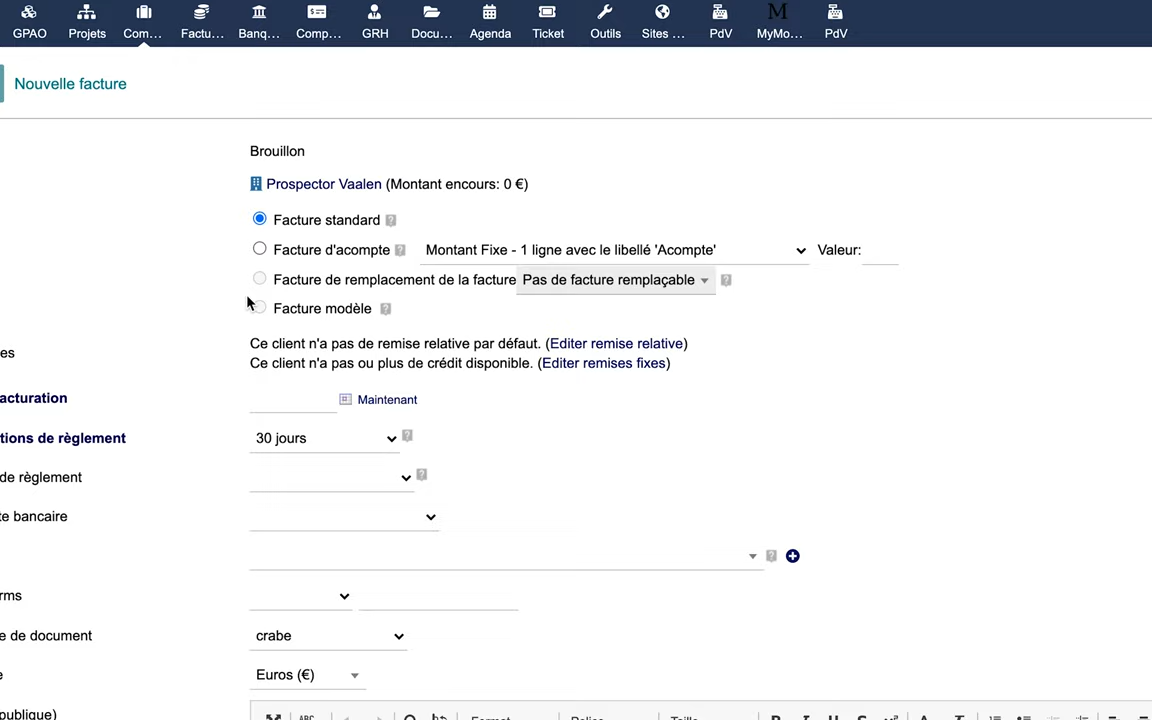 GPAO Projets Com... Factu... Banq... Comp... GRH Docu... Agenda Ticket Outils Sites ... PdV MyMo... PdV
Nouvelle facture
Brouillon
Prospector Vaalen (Montant encours: 0 €)
Facture standard
Facture d'acompte Montant Fixe - 1 ligne avec le libellé 'Acompte' Valeur:
Facture de remplacement de la facture Pas de facture remplaçable
Facture modèle
es Ce client n'a pas de remise relative par défaut. (Editer remise relative)
Ce client n'a pas ou plus de crédit disponible. (Editer remises fixes)
acturation Maintenant
tions de règlement 30 jours
de règlement
te bancaire
rms
e de document crabe
e Euros (€)
publique)